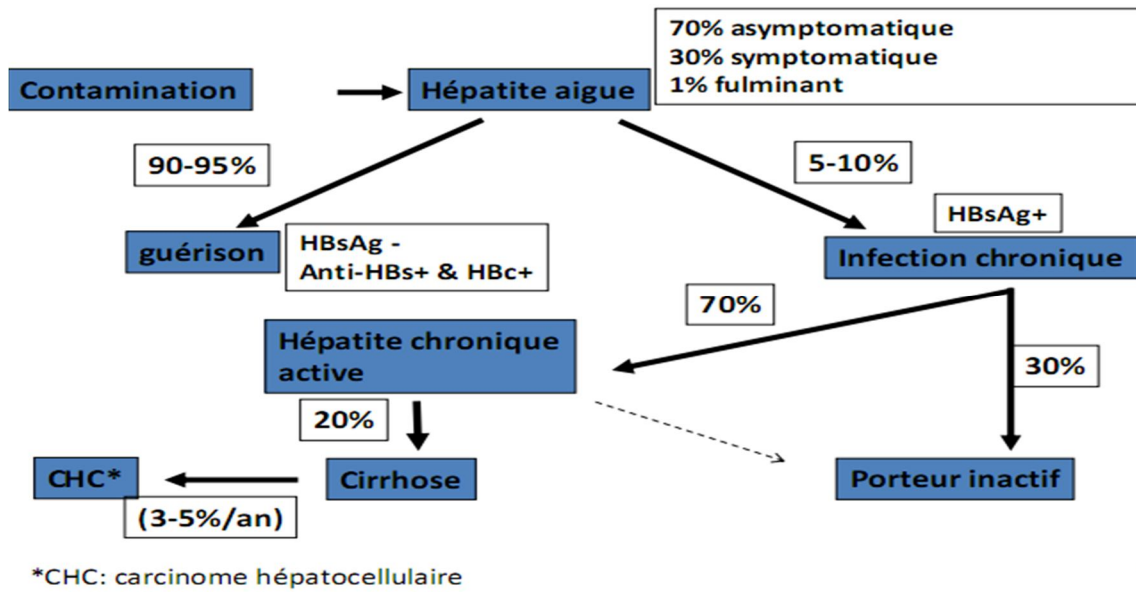 70% asymptomatique
30% symptomatique
1% fulminant
Contamination
Hépatite aigue
90-95%
5-10%
HBsAg+
guérison
HBsAg -
Anti-HBs+ & HBc+
Infection chronique
70%
Hépatite chronique
active
30%
20%
CHC*
Cirrhose
Porteur inactif
(3-5%/an)
*CHC: carcinome hépatocellulaire